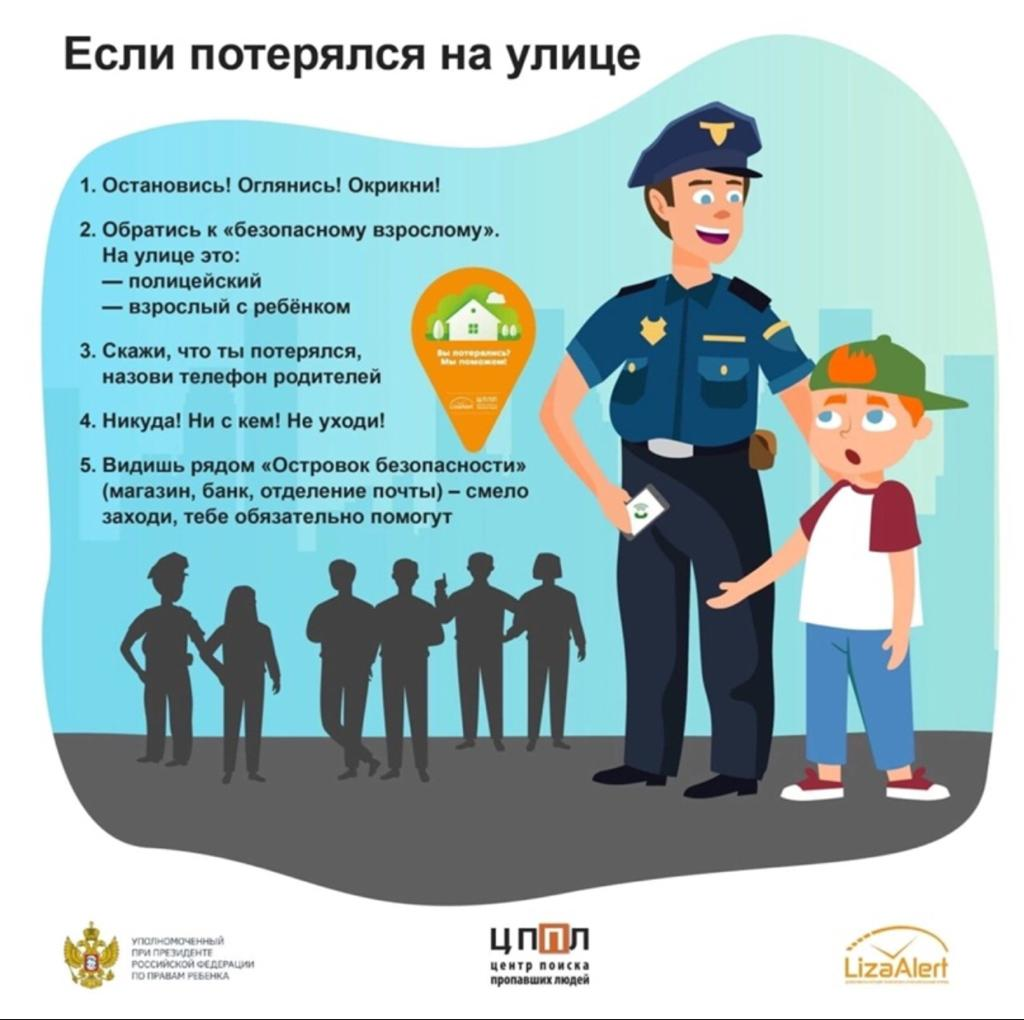 Если потерялся на улице
1. Остановись! Оглянись! Окрикни!
2. Обратись к «безопасному взрослому».
На улице это:
— полицейский
— взрослый с ребёнком
3. Скажи, что ты потерялся,
назови телефон родителей
4. Никуда! Ни с кем! Не уходи!
5. Видишь рядом «Островок безопасности»
(магазин, банк, отделение почты) – смело
заходи, тебе обязательно помогут
Вы потерялись?
Мы поможем!
LizaAlert
ЦППЛ
УПОЛНОМОЧЕННЫЙ
ПРИ ПРЕЗИДЕНТЕ
РОССИЙСКОЙ ФЕДЕРАЦИИ
ПО ПРАВАМ РЕБЕНКА
ЦППЛ
центр поиска
пропавших людей
LizaAlert